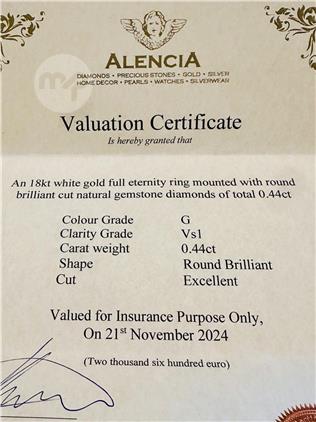 ALENCIA
DIAMONDS • PRECIOUS STONES • GOLD • SILVER
HOME DECOR • PEARLS • WATCHES • SILVERWEAR
Valuation Certificate
Is hereby granted that
An 18kt white gold full eternity ring mounted with round
brilliant cut natural gemstone diamonds of total 0.44ct
Colour Grade G
Clarity Grade Vs1
Carat weight 0.44ct
Shape Round Brilliant
Cut Excellent
Valued for Insurance Purpose Only,
On 21st November 2024
(Two thousand six hundred euro)